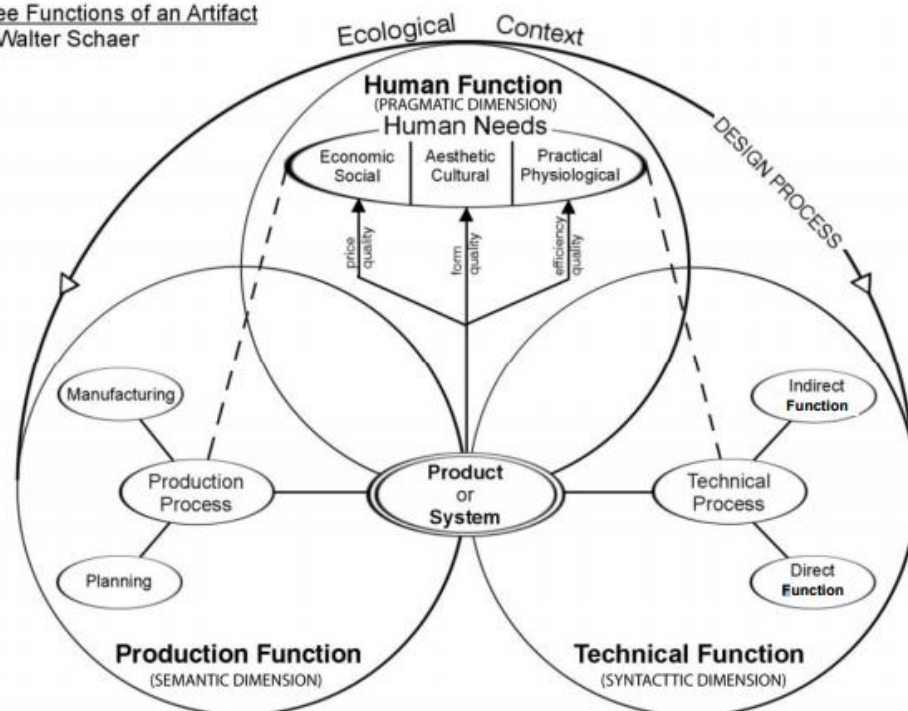 ee Functions of an Artifact
Walter Schaer
Ecological Context
DESIGN PROCESS
Human Function
(PRAGMATIC DIMENSION)
Human Needs
Economic
Social
Aesthetic
Cultural
Practical
Physiological
price
quality
form
quality
efficiency
quality
Manufacturing
Production
Process
Planning
Product
or
System
Technical
Process
Indirect
Function
Direct
Function
Production Function
(SEMANTIC DIMENSION)
Technical Function
(SYNTACTTIC DIMENSION)